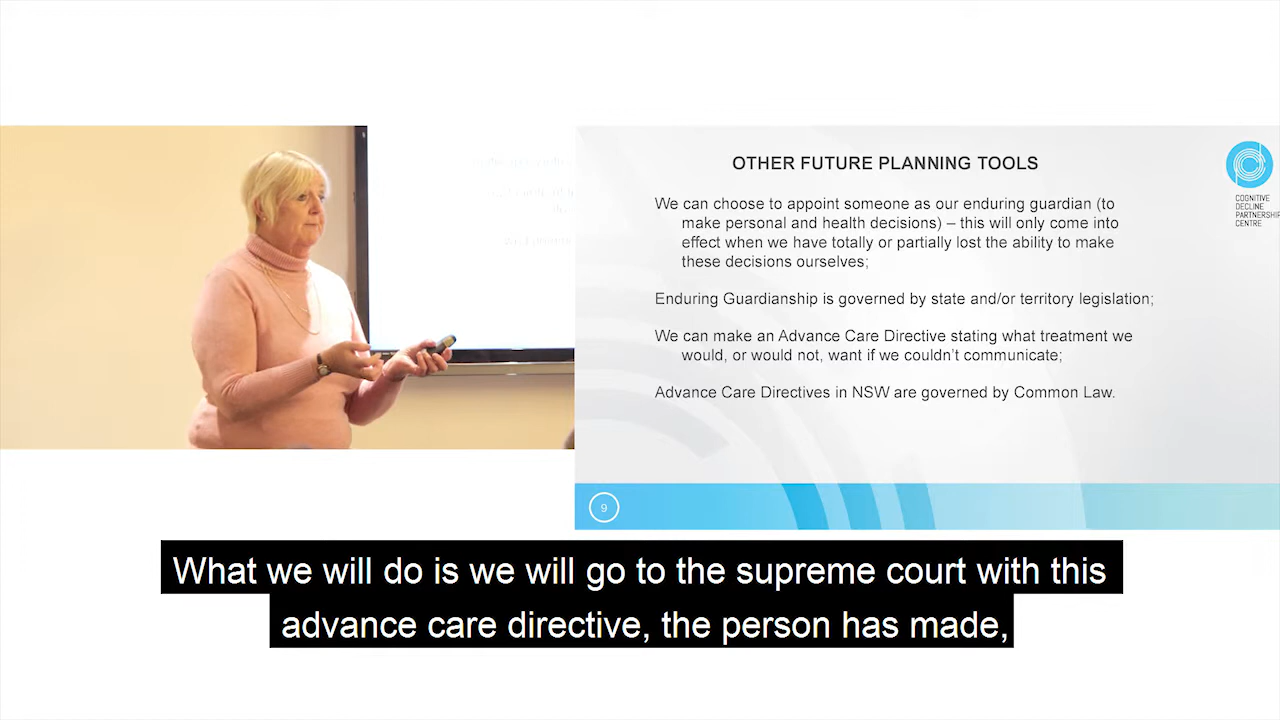 OTHER FUTURE PLANNING TOOLS
We can choose to appoint someone as our enduring guardian (to
make personal and health decisions) – this will only come into
effect when we have totally or partially lost the ability to make
these decisions ourselves;
Enduring Guardianship is governed by state and/or territory legislation;
We can make an Advance Care Directive stating what treatment we
would, or would not, want if we couldn't communicate;
Advance Care Directives in NSW are governed by Common Law.
COGNITIVE
DECLINE
PARTNERSHIP
CENTRE
9
What we will do is we will go to the supreme court with this
advance care directive, the person has made,